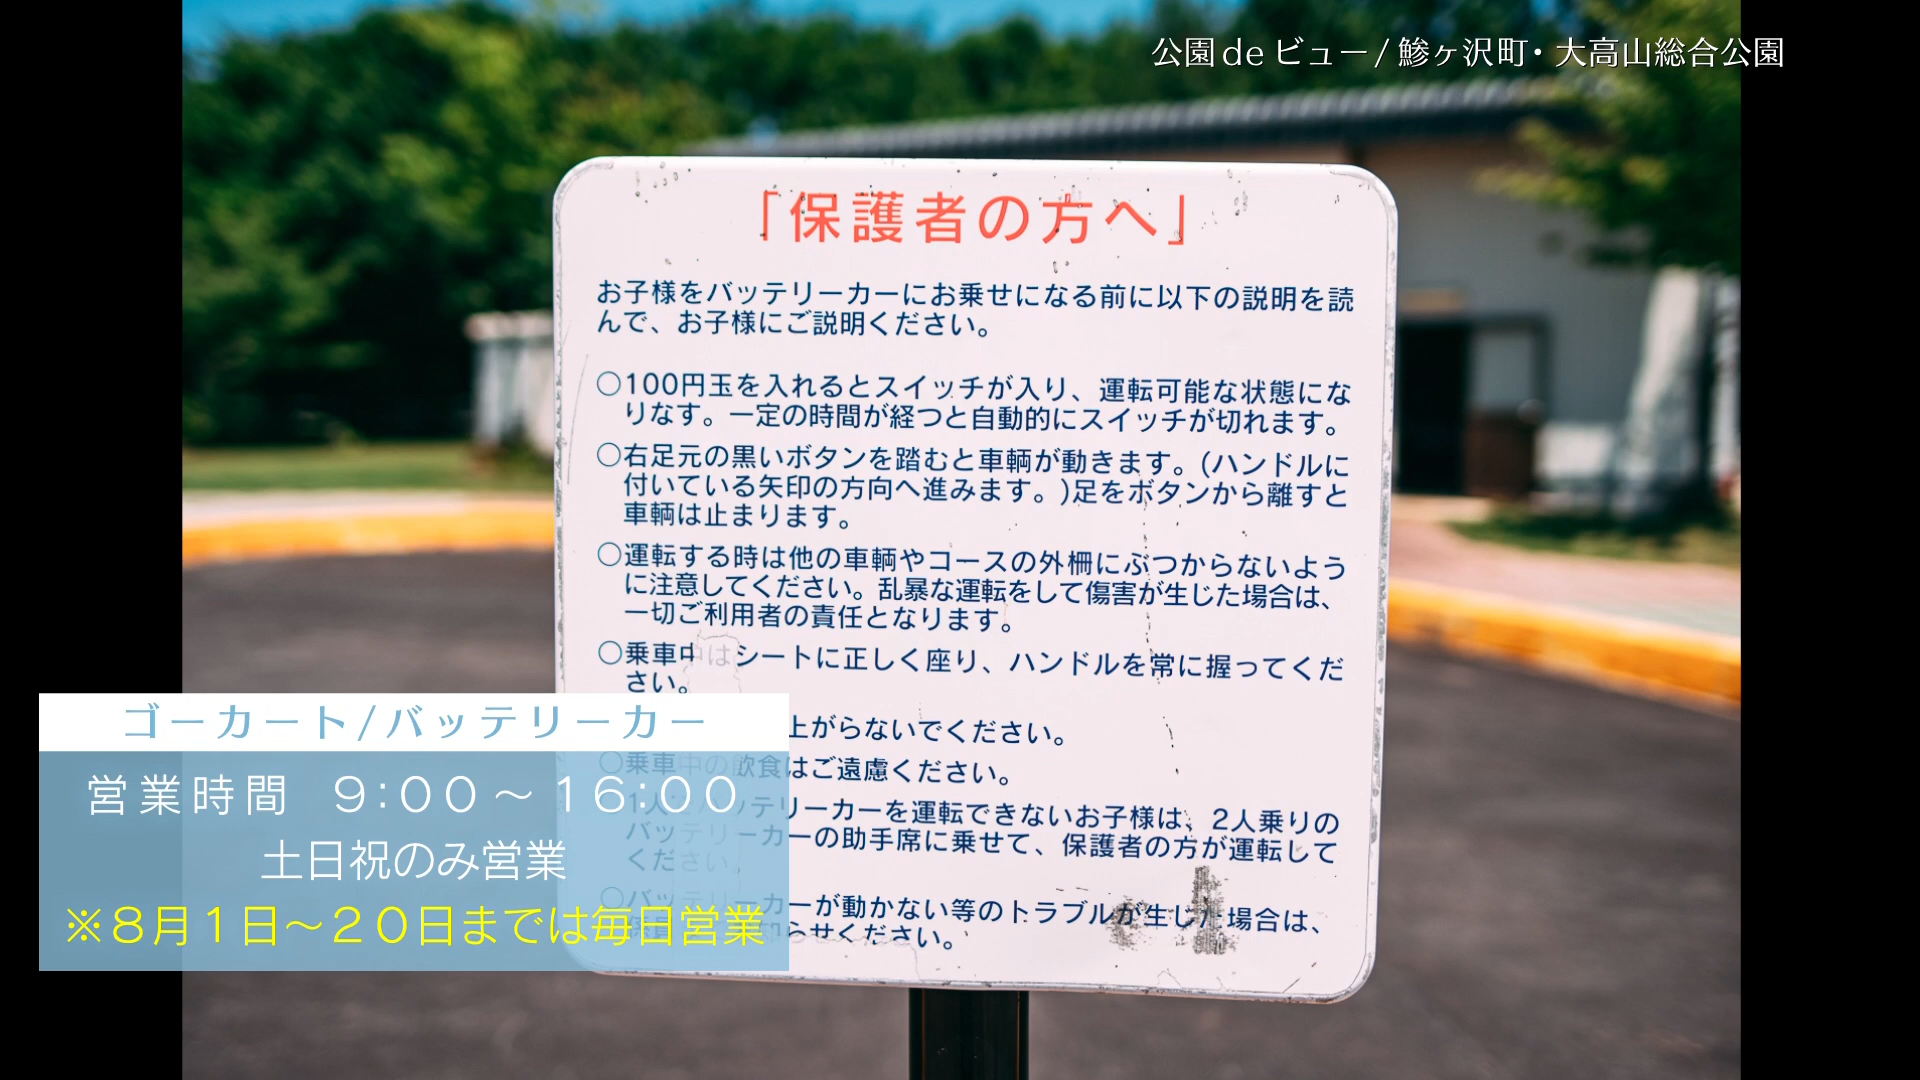 公園 de ビュー / 鰺ヶ沢町・大高山総合公園
「保護者の方へ」
お子様をバッテリーカーにお乗せになる前に以下の説明を読
んで、お子様にご説明ください。
○100円玉を入れるとスイッチが入り、運転可能な状態にな
りなす。一定の時間が経つと自動的にスイッチが切れます。
○右足元の黒いボタンを踏むと車輌が動きます。(ハンドルに
付いている矢印の方向へ進みます。)足をボタンから離すと
車輌は止まります。
○運転する時は他の車輌やコースの外柵にぶつからないよう
に注意してください。乱暴な運転をして傷害が生じた場合は、
一切ご利用者の責任となります。
○乗車中はシートに正しく座り、ハンドルを常に握ってくだ
さい。
上がらないでください。
○乗車中の飲食はご遠慮ください。
1人でバッテリーカーを運転できないお子様は、2人乗りの
バッテリーカーの助手席に乗せて、保護者の方が運転して
ください。
○バッテリーカーが動かない等のトラブルが生じた場合は、
らせください。
ゴーカート/バッテリーカー
営業時間 9:00～16:00
土日祝のみ営業
※8月1日～20日までは毎日営業